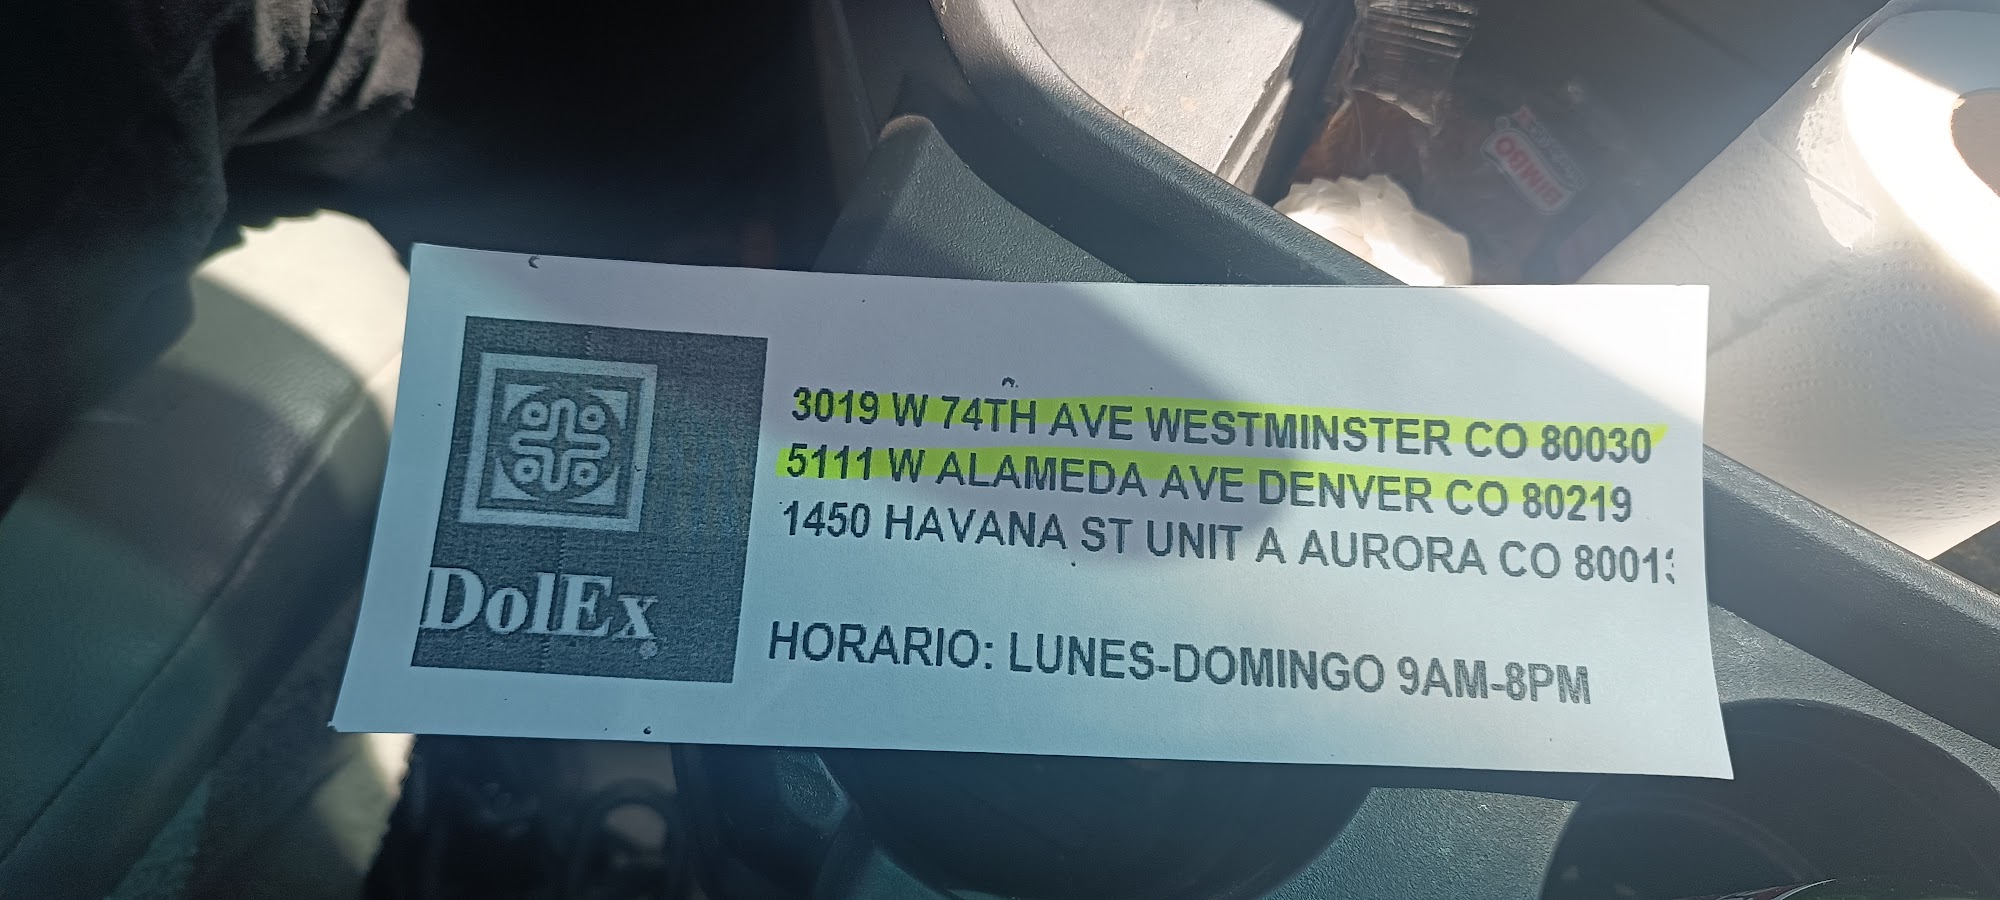 3019 W 74TH AVE WESTMINSTER CO 80030
5111 W ALAMEDA AVE DENVER CO 80219
1450 HAVANA ST UNIT A AURORA CO
HORARIO: LUNES-DOMINGO 9AM-8PM
DolEx
BIMBO